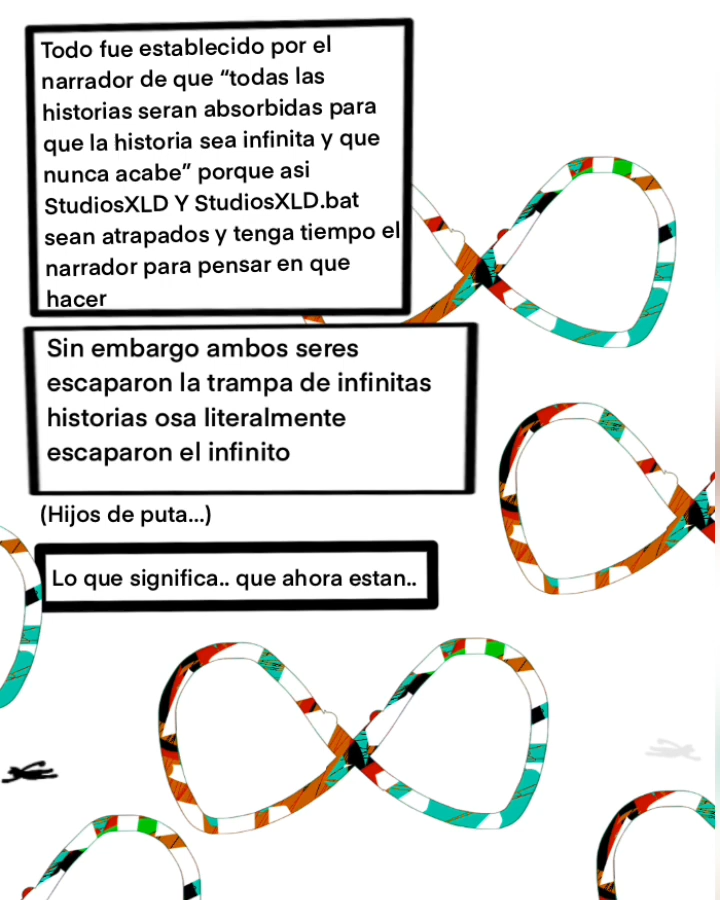 Todo fue establecido por el
narrador de que “todas las
historias seran absorbidas para
que la historia sea infinita y que
nunca acabe” porque asi
StudiosXLD Y StudiosXLD.bat
sean atrapados y tenga tiempo el
narrador para pensar en que
hacer
Sin embargo ambos seres
escaparon la trampa de infinitas
historias osa literalmente
escaparon el infinito
(Hijos de puta...)
Lo que significa.. que ahora estan..